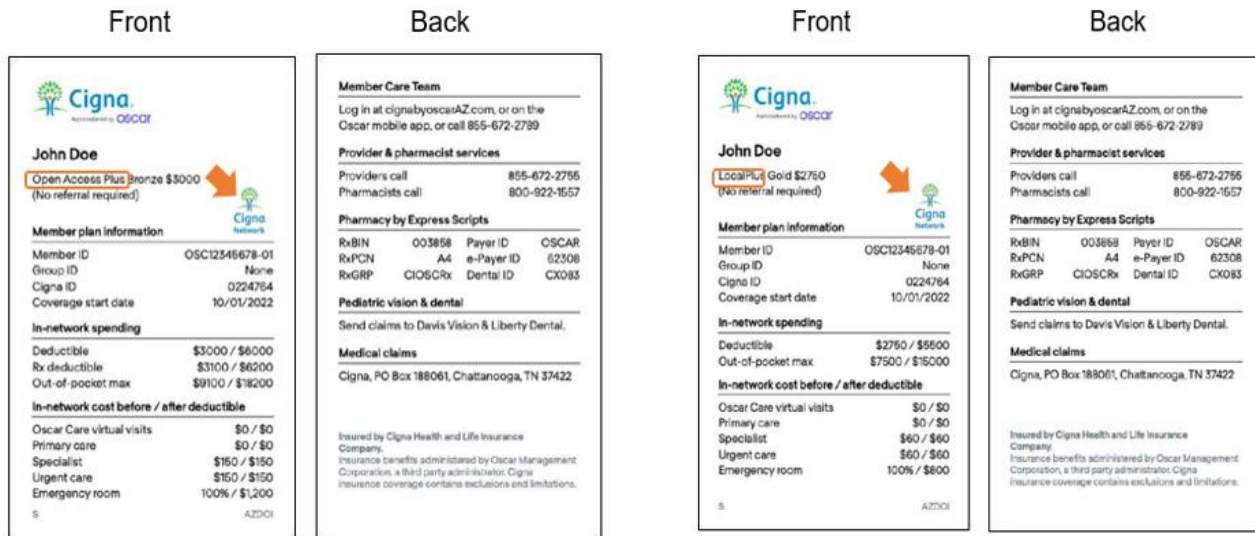 Front
Back
Cigna.
Administered by oscar
John Doe
Open Access Plus Bronze $3000
(No referral required)
Cigna
Network
Member plan information
Member ID OSC12345678-01
Group ID None
Cigna ID 0224764
Coverage start date 10/01/2022
In-network spending
Deductible $3000 / $6000
Rx deductible $3100 / $6200
Out-of-pocket max $9100 / $18200
In-network cost before / after deductible
Oscar Care virtual visits $0 / $0
Primary care $0 / $0
Specialist $150 / $150
Urgent care $150 / $150
Emergency room 100% / $1,200
S AZDOI
Member Care Team
Log in at cignabyoscarAZ.com, or on the
Oscar mobile app, or call 855-672-2789
Provider & pharmacist services
Providers call 855-672-2755
Pharmacists call 800-922-1557
Pharmacy by Express Scripts
RxBIN 003858 Payer ID OSCAR
RxPCN A4 e-Payer ID 62308
RxGRP CIOSCRx Dental ID CX083
Pediatric vision & dental
Send claims to Davis Vision & Liberty Dental.
Medical claims
Cigna, PO Box 188061, Chattanooga, TN 37422
Insured by Cigna Health and Life Insurance
Company.
Insurance benefits administered by Oscar Management
Corporation, a third party administrator. Cigna
insurance coverage contains exclusions and limitations.
Front
Back
Cigna.
Administered by oscar
John Doe
LocalPlus Gold $2750
(No referral required)
Cigna
Network
Member plan information
Member ID OSC12345678-01
Group ID None
Cigna ID 0224764
Coverage start date 10/01/2022
In-network spending
Deductible $2750 / $5500
Out-of-pocket max $7500 / $15000
In-network cost before / after deductible
Oscar Care virtual visits $0 / $0
Primary care $0 / $0
Specialist $60 / $60
Urgent care $60 / $60
Emergency room 100% / $800
S AZDOI
Member Care Team
Log in at cignabyoscarAZ.com, or on the
Oscar mobile app, or call 855-672-2789
Provider & pharmacist services
Providers call 855-672-2755
Pharmacists call 800-922-1557
Pharmacy by Express Scripts
RxBIN 003858 Payer ID OSCAR
RxPCN A4 e-Payer ID 62308
RxGRP CIOSCRx Dental ID CX083
Pediatric vision & dental
Send claims to Davis Vision & Liberty Dental.
Medical claims
Cigna, PO Box 188061, Chattanooga, TN 37422
Insured by Cigna Health and Life Insurance
Company.
Insurance benefits administered by Oscar Management
Corporation, a third party administrator. Cigna
insurance coverage contains exclusions and limitations.